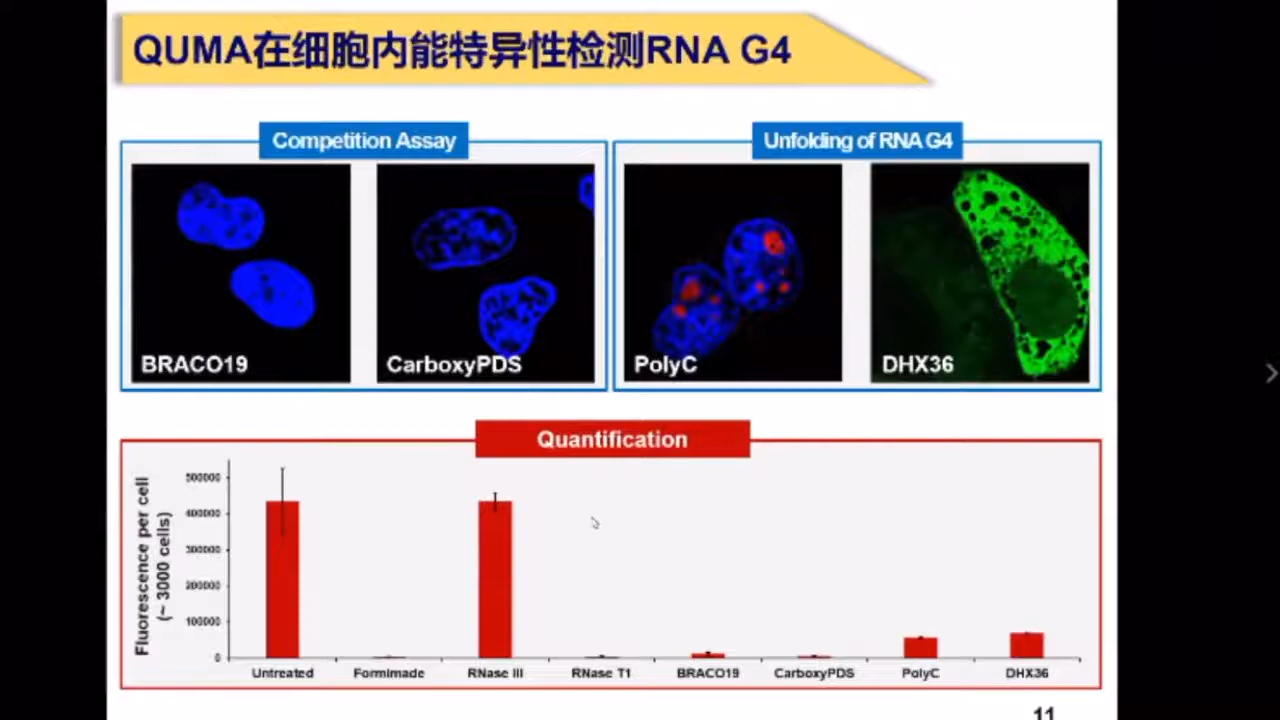 QUMA在细胞内能特异性检测RNA G4
Competition Assay
Unfolding of RNA G4
BRACO19
CarboxyPDS
PolyC
DHX36
Quantification
Fluorescence per cell
(~ 3000 cells)
500000
400000
300000
200000
100000
0
Untreated
Formimade
RNase III
RNase T1
BRACO19
CarboxyPDS
PolyC
DHX36
11